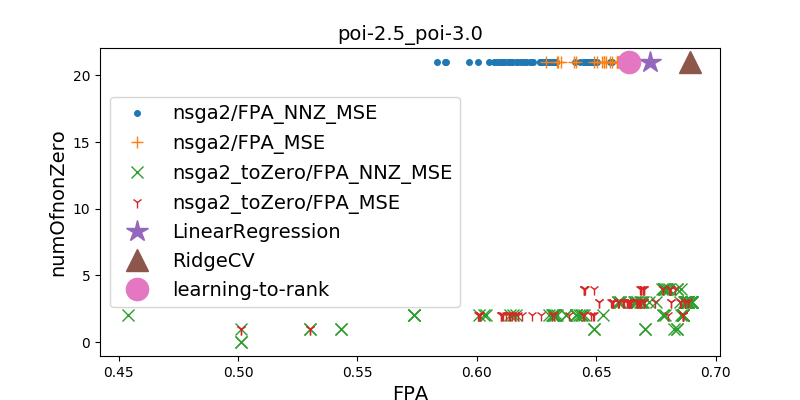 poi-2.5_poi-3.0
numOfnonZero
20
15
10
5
0
nsga2/FPA_NNZ_MSE
nsga2/FPA_MSE
nsga2_toZero/FPA_NNZ_MSE
nsga2_toZero/FPA_MSE
LinearRegression
RidgeCV
learning-to-rank
0.45 0.50 0.55 0.60 0.65 0.70
FPA